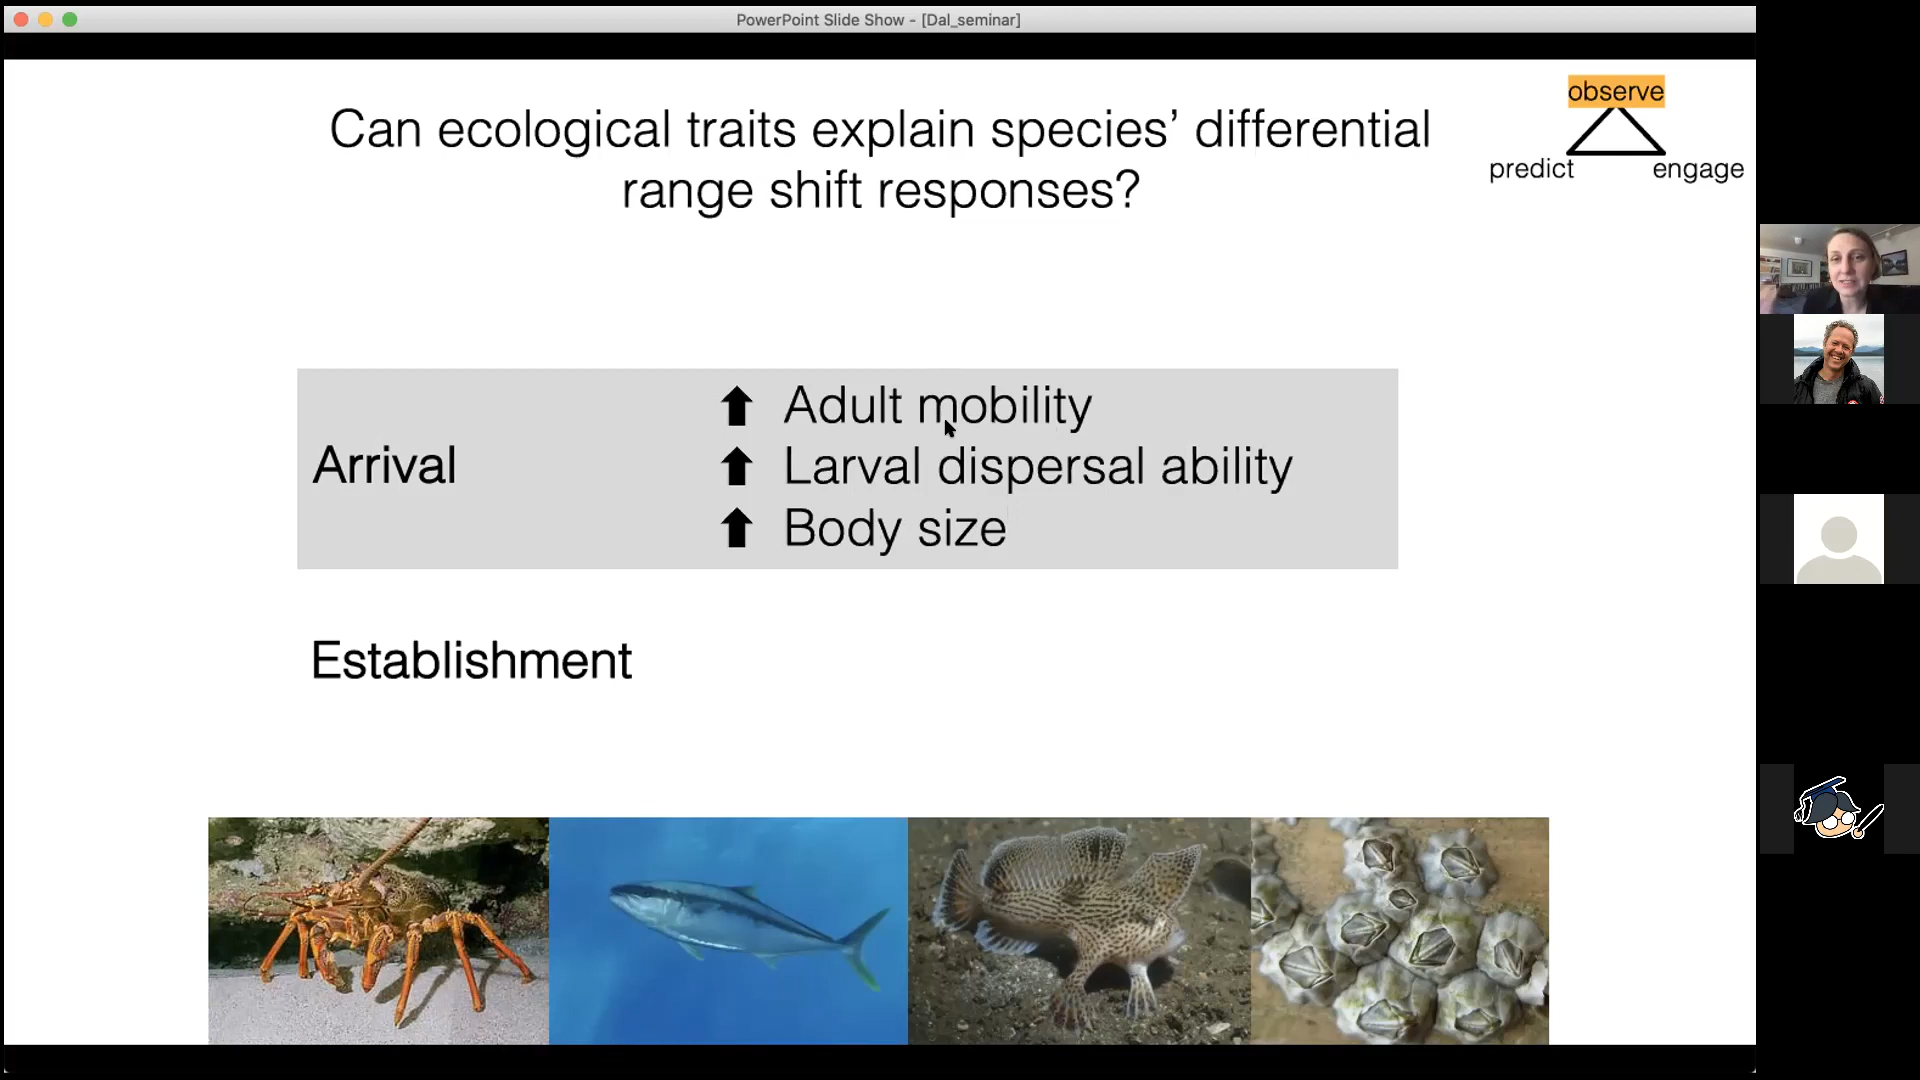 PowerPoint Slide Show - [Dal_seminar]
observe
predict
engage
Can ecological traits explain species’ differential
range shift responses?
Arrival
Adult mobility
Larval dispersal ability
Body size
Establishment